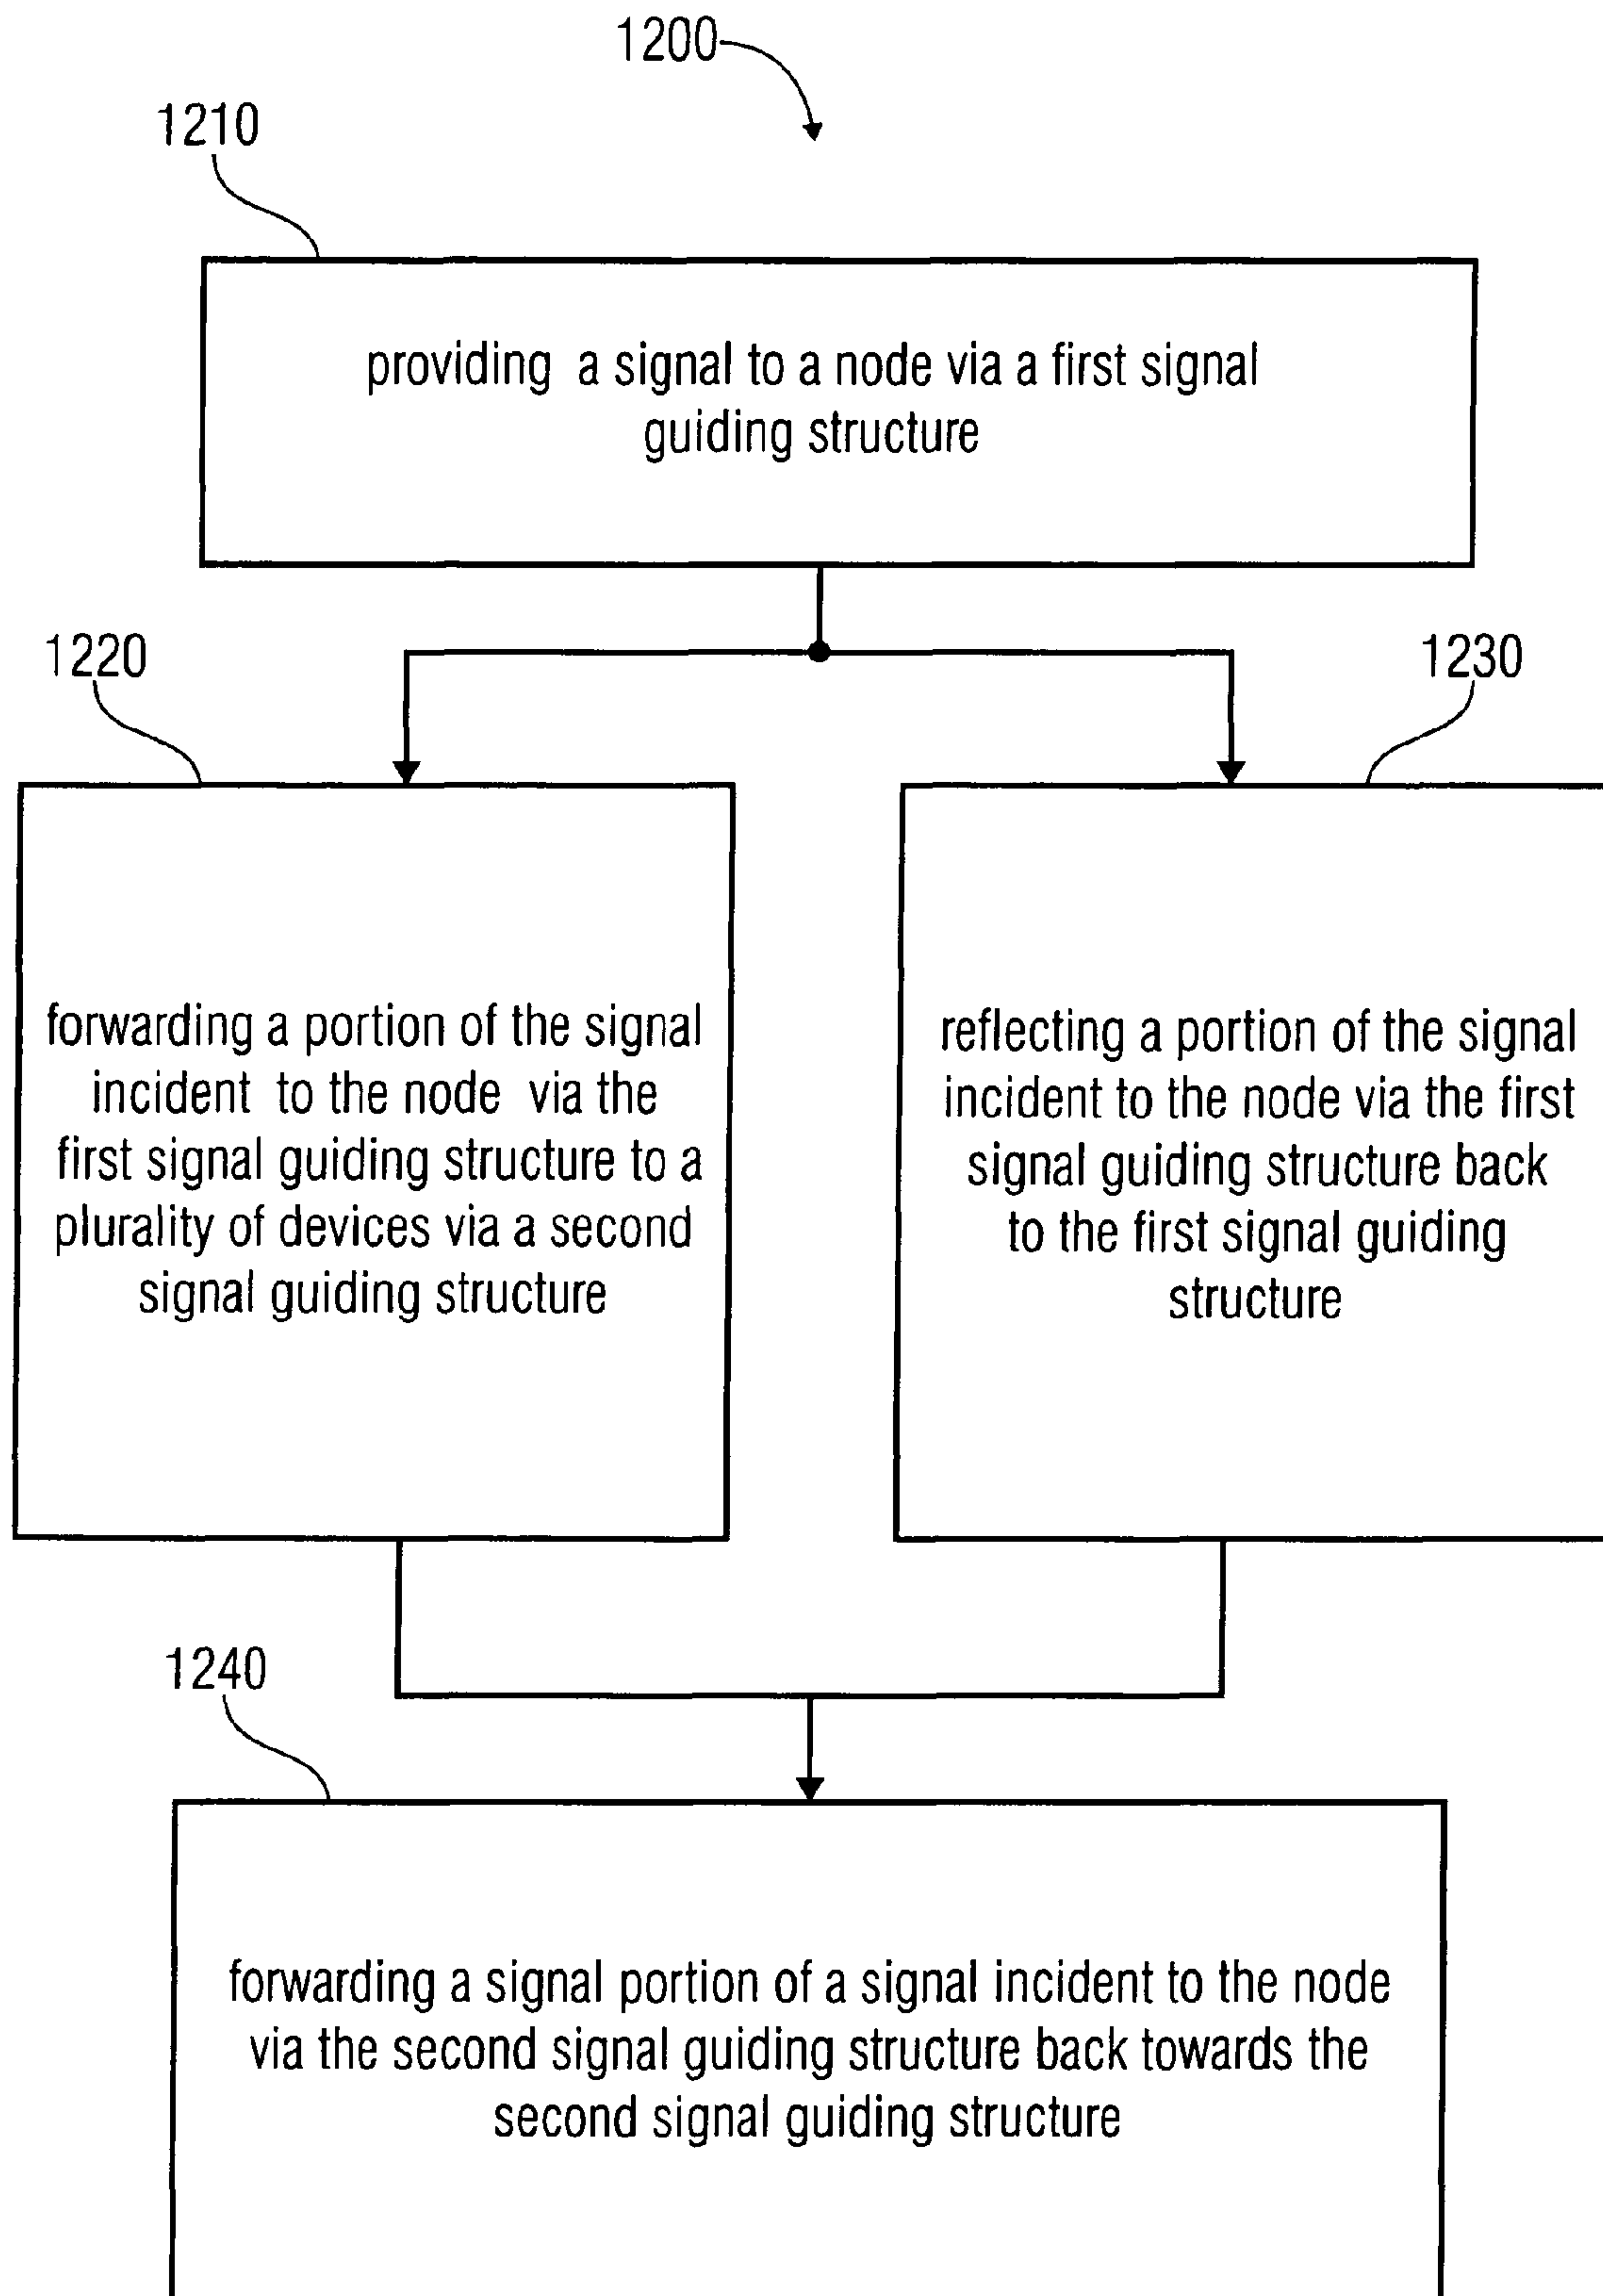 1200
1210
providing a signal to a node via a first signal
guiding structure
1220
1230
forwarding a portion of the signal
incident to the node via the
first signal guiding structure to a
plurality of devices via a second
signal guiding structure
reflecting a portion of the signal
incident to the node via the first
signal guiding structure back
to the first signal guiding
structure
1240
forwarding a signal portion of a signal incident to the node
via the second signal guiding structure back towards the
second signal guiding structure